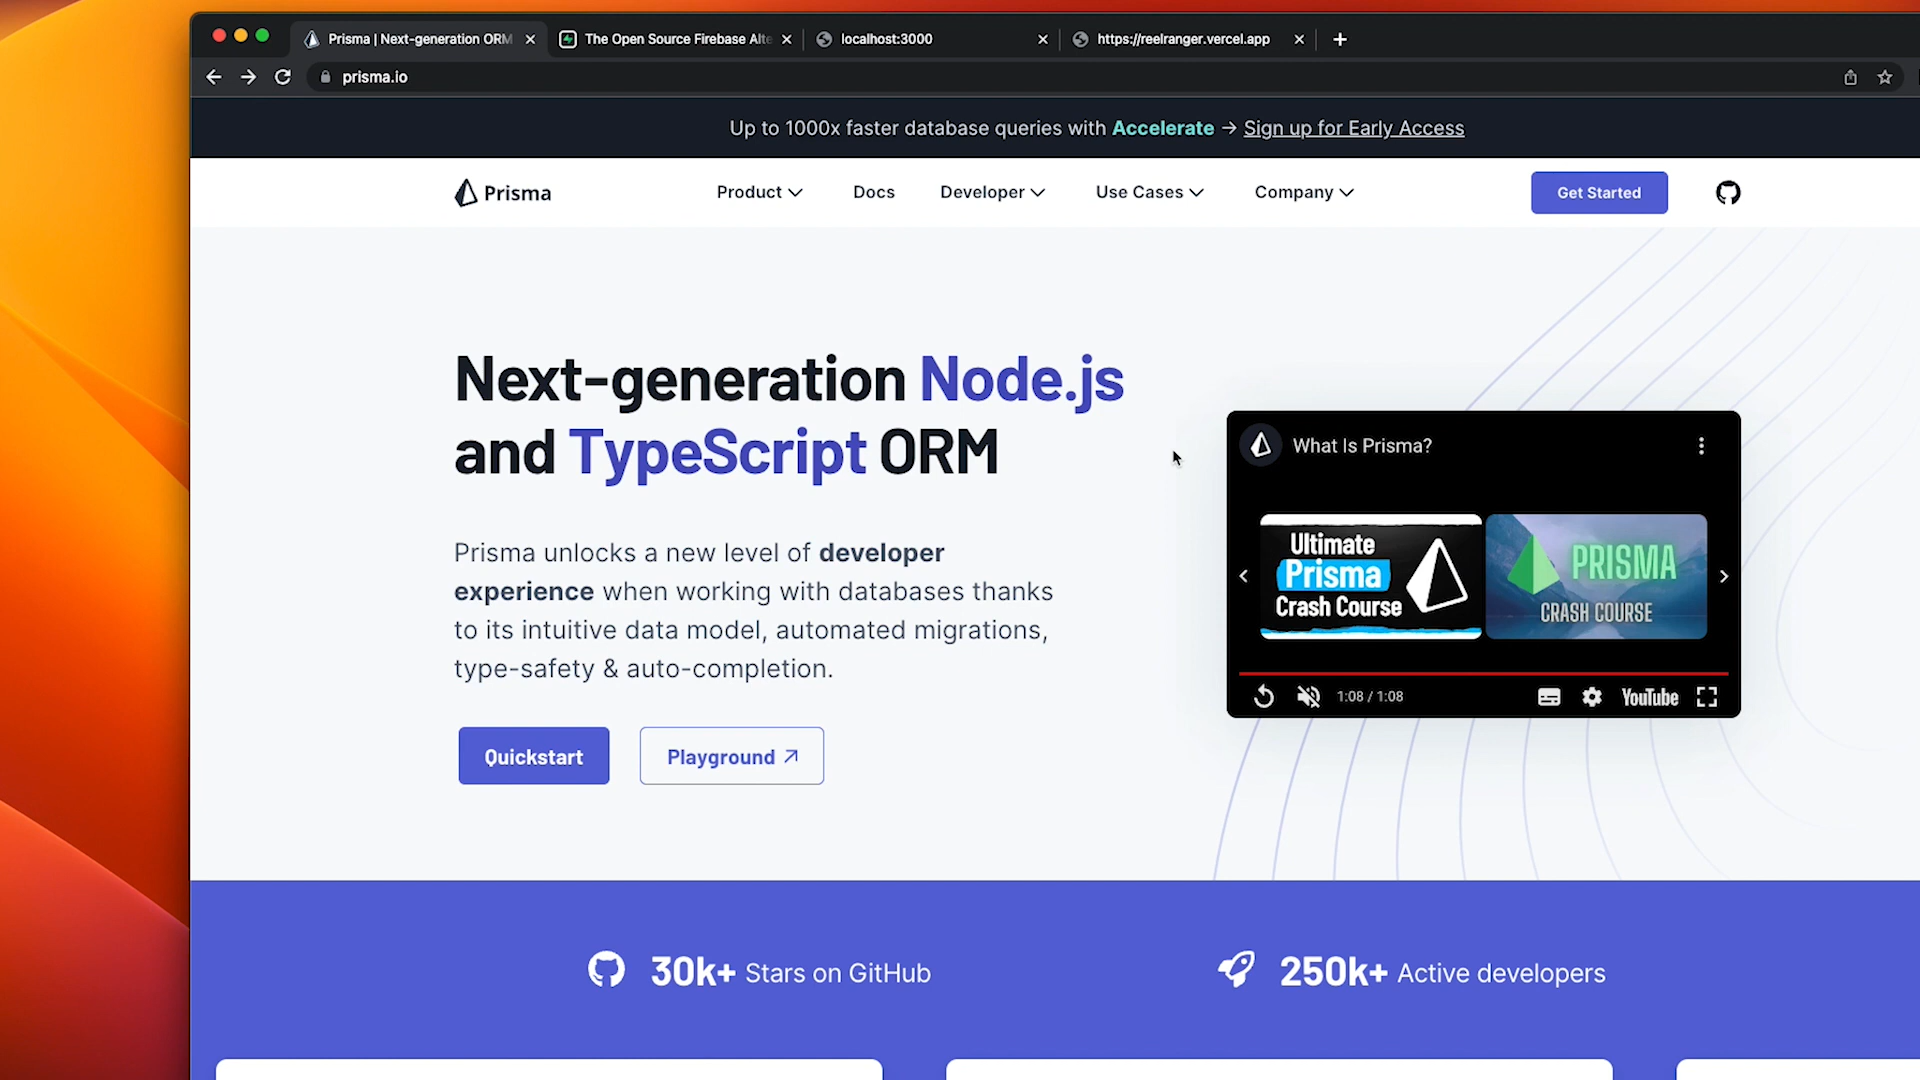 Prisma | Next-generation ORM
The Open Source Firebase Alte
localhost:3000
https://reelranger.vercel.app
prisma.io
Up to 1000x faster database queries with Accelerate → Sign up for Early Access
Prisma
Product
Docs
Developer
Use Cases
Company
Get Started
Next-generation Node.js
and TypeScript ORM
Prisma unlocks a new level of developer
experience when working with databases thanks
to its intuitive data model, automated migrations,
type-safety & auto-completion.
Quickstart
Playground ↗
What Is Prisma?
Ultimate
Prisma
Crash Course
PRISMA
CRASH COURSE
1:08 / 1:08
YouTube
30k+ Stars on GitHub
250k+ Active developers